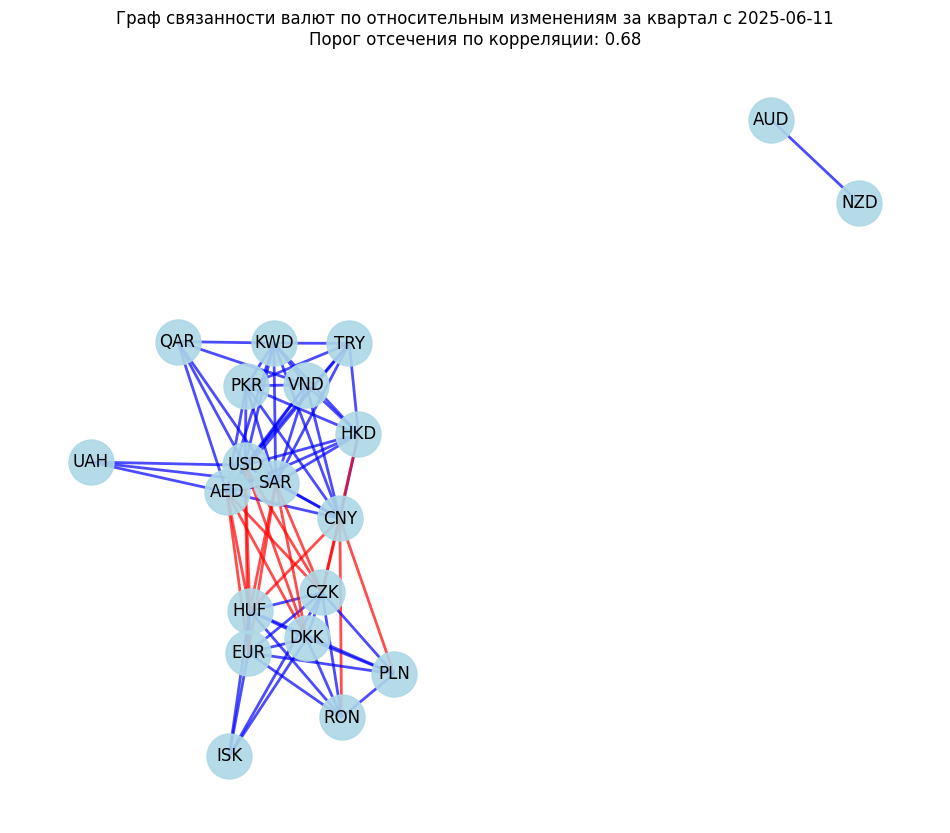 Граф связанности валют по относительным изменениям за квартал с 2025-06-11
Порог отсечения по корреляции: 0.68
AUD
NZD
QAR
KWD
TRY
PKR
VND
HKD
UAH
USD
SAR
AED
CNY
CZK
HUF
DKK
EUR
PLN
RON
ISK